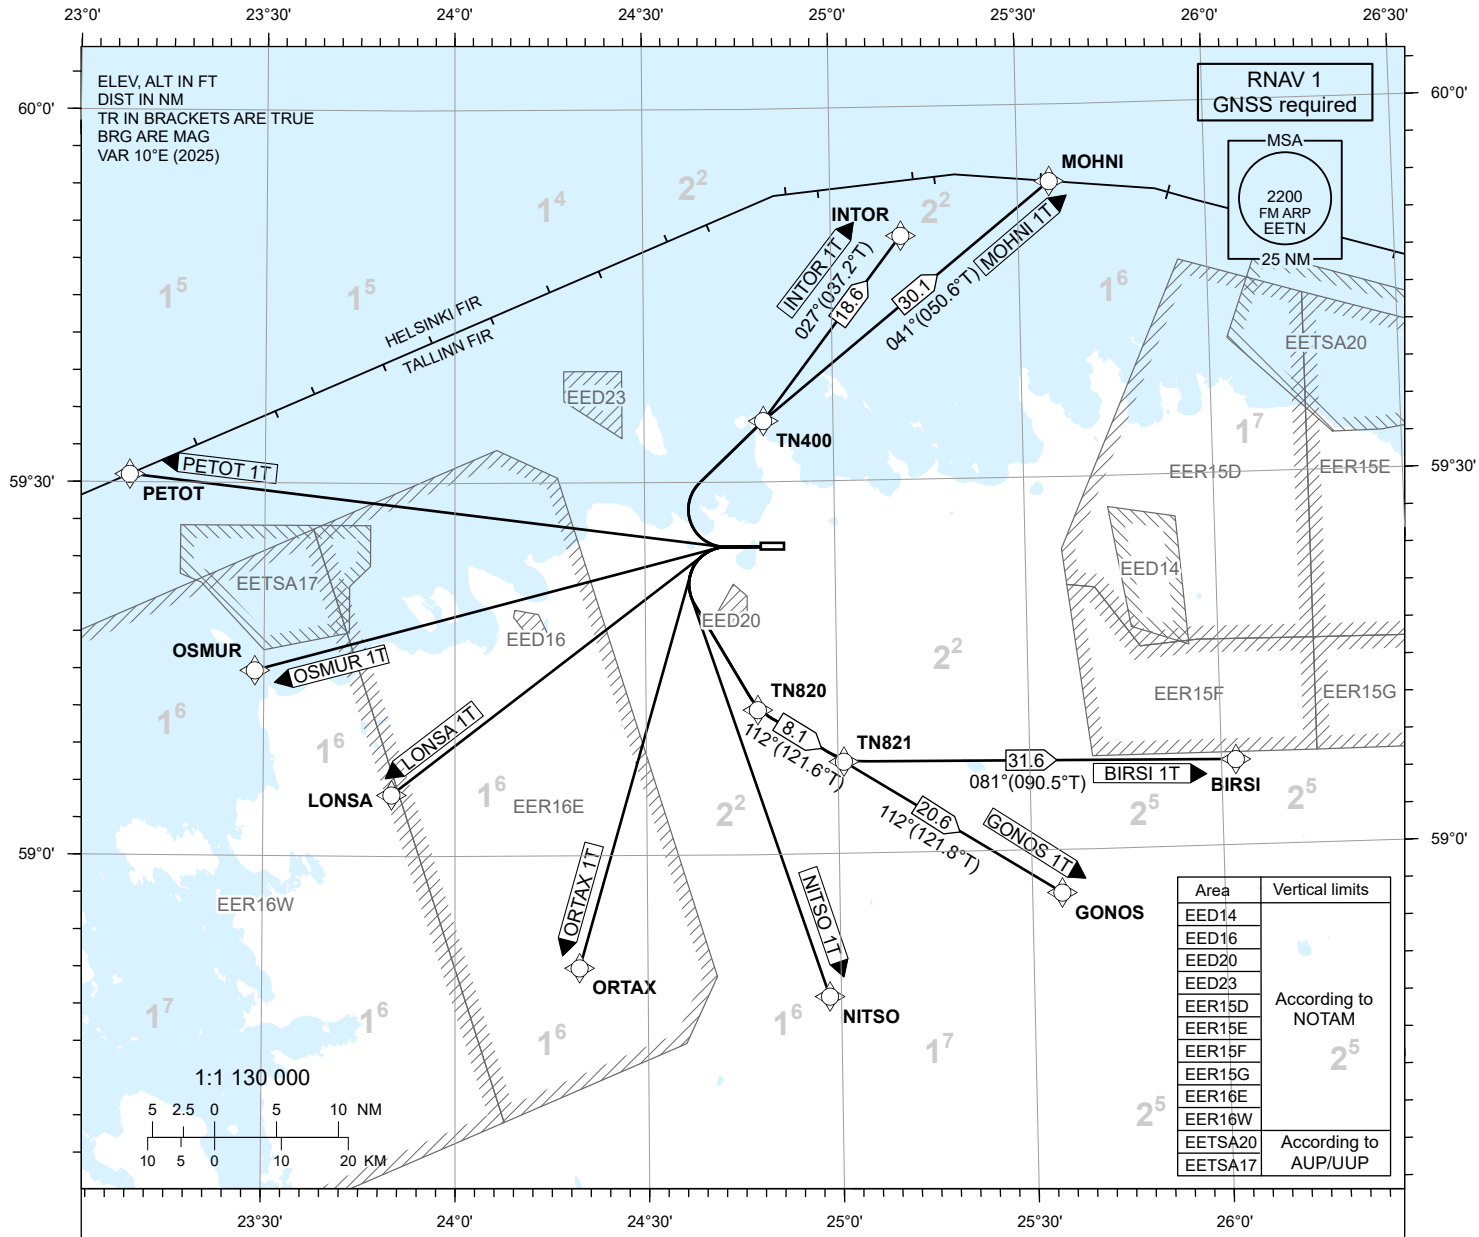 23°0'
23°30'
24°0'
24°30'
25°0'
25°30'
26°0'
26°30'
ELEV, ALT IN FT
DIST IN NM
TR IN BRACKETS ARE TRUE
BRG ARE MAG
VAR 10°E (2025)
RNAV 1
GNSS required
60°0'
60°0'
MSA
2200
FM ARP
EETN
25 NM
MOHNI
INTOR
2²
1⁴
2²
INTOR 1T
027°(037.2°T)
18.6
MOHNI 1T
30.1
041°(050.6°T)
1⁵
1⁵
1⁶
HELSINKI FIR
TALLINN FIR
EETSA20
EED23
TN400
1⁷
PETOT 1T
PETOT
59°30'
59°30'
EER15D
EER15E
EETSA17
EED14
EED16
EED20
OSMUR
OSMUR 1T
2²
TN820
EER15F
EER15G
1⁶
1⁶
LONSA 1T
8.1
112°(121.6°T)
TN821
31.6
081°(090.5°T)
BIRSI 1T
BIRSI
LONSA
1⁶
EER16E
2²
20.6
112°(121.8°T)
GONOS 1T
2⁵
2⁵
59°0'
59°0'
ORTAX 1T
NITSO 1T
EER16W
GONOS
ORTAX
NITSO
1⁷
1⁶
1⁶
1⁶
1⁷
2⁵
2⁵
Area Vertical limits
EED14
EED16
EED20
EED23
EER15D
EER15E
EER15F
EER15G
EER16E
EER16W
According to
NOTAM
EETSA20
EETSA17
According to
AUP/UUP
1:1 130 000
5 2.5 0 5 10 NM
10 5 0 10 20 KM
23°30'
24°0'
24°30'
25°0'
25°30'
26°0'